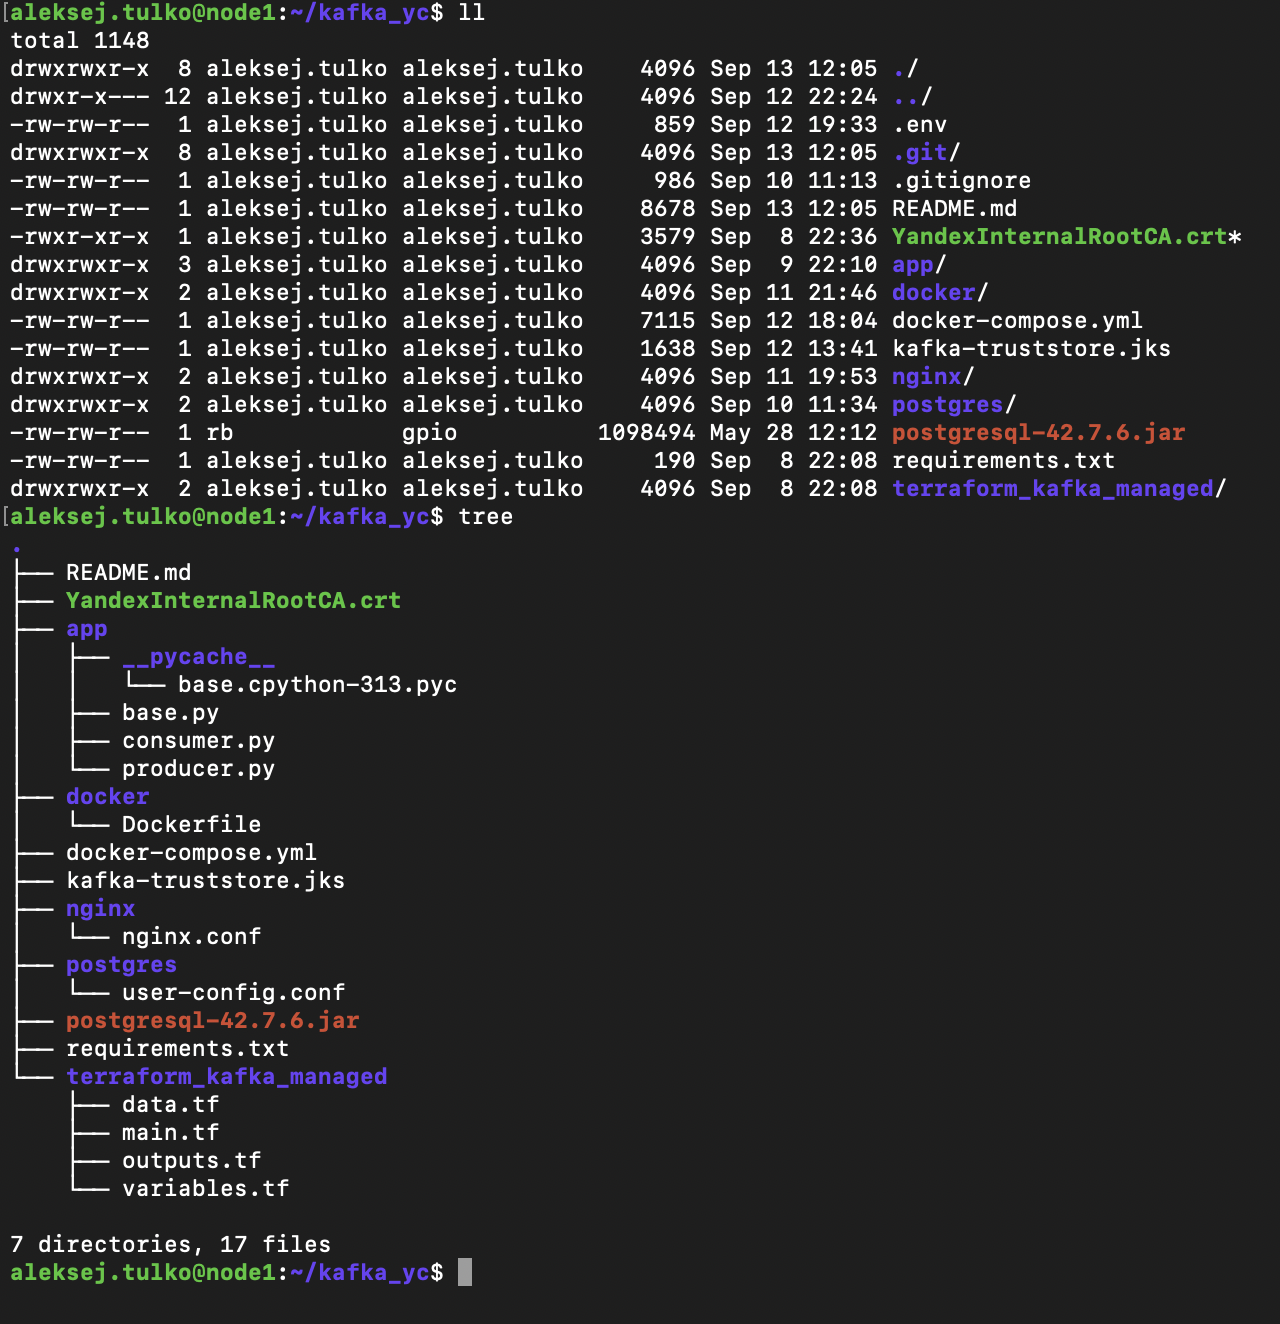 [aleksej.tulko@node1:~/kafka_yc$ ll
total 1148
drwxrwxr-x  8 aleksej.tulko aleksej.tulko    4096 Sep 13 12:05 ./
drwxr-x--- 12 aleksej.tulko aleksej.tulko    4096 Sep 12 22:24 ../
-rw-rw-r--  1 aleksej.tulko aleksej.tulko     859 Sep 12 19:33 .env
drwxrwxr-x  8 aleksej.tulko aleksej.tulko    4096 Sep 13 12:05 .git/
-rw-rw-r--  1 aleksej.tulko aleksej.tulko     986 Sep 10 11:13 .gitignore
-rw-rw-r--  1 aleksej.tulko aleksej.tulko    8678 Sep 13 12:05 README.md
-rwxr-xr-x  1 aleksej.tulko aleksej.tulko    3579 Sep  8 22:36 YandexInternalRootCA.crt*
drwxrwxr-x  3 aleksej.tulko aleksej.tulko    4096 Sep  9 22:10 app/
drwxrwxr-x  2 aleksej.tulko aleksej.tulko    4096 Sep 11 21:46 docker/
-rw-rw-r--  1 aleksej.tulko aleksej.tulko    7115 Sep 12 18:04 docker-compose.yml
-rw-rw-r--  1 aleksej.tulko aleksej.tulko    1638 Sep 12 13:41 kafka-truststore.jks
drwxrwxr-x  2 aleksej.tulko aleksej.tulko    4096 Sep 11 19:53 nginx/
drwxrwxr-x  2 aleksej.tulko aleksej.tulko    4096 Sep 10 11:34 postgres/
-rw-rw-r--  1 rb            gpio          1098494 May 28 12:12 postgresql-42.7.6.jar
-rw-rw-r--  1 aleksej.tulko aleksej.tulko     190 Sep  8 22:08 requirements.txt
drwxrwxr-x  2 aleksej.tulko aleksej.tulko    4096 Sep  8 22:08 terraform_kafka_managed/
[aleksej.tulko@node1:~/kafka_yc$ tree
.
├── README.md
├── YandexInternalRootCA.crt
├── app
│   ├── __pycache__
│   │   └── base.cpython-313.pyc
│   ├── base.py
│   ├── consumer.py
│   └── producer.py
├── docker
│   └── Dockerfile
├── docker-compose.yml
├── kafka-truststore.jks
├── nginx
│   └── nginx.conf
├── postgres
│   └── user-config.conf
├── postgresql-42.7.6.jar
├── requirements.txt
└── terraform_kafka_managed
    ├── data.tf
    ├── main.tf
    ├── outputs.tf
    └── variables.tf

7 directories, 17 files
aleksej.tulko@node1:~/kafka_yc$